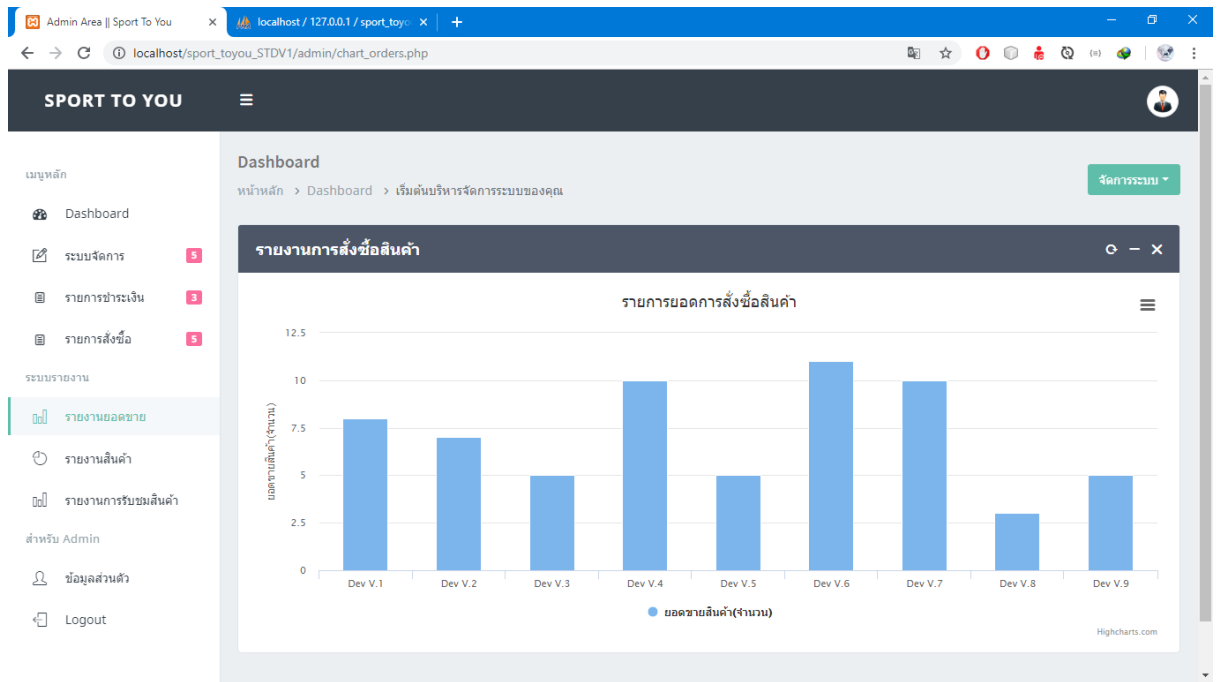 Admin Area || Sport To You
localhost / 127.0.0.1 / sport_toyo
localhost/sport_toyou_STDV1/admin/chart_orders.php
SPORT TO YOU
เมนูหลัก
Dashboard
ระบบจัดการ 5
รายการชำระเงิน 3
รายการสั่งซื้อ 5
ระบบรายงาน
รายงานยอดขาย
รายงานสินค้า
รายงานการรับชมสินค้า
สำหรับ Admin
ข้อมูลส่วนตัว
Logout
Dashboard
หน้าหลัก > Dashboard > เริ่มต้นบริหารจัดการระบบของคุณ
จัดการระบบ
รายงานการสั่งซื้อสินค้า
รายการยอดการสั่งซื้อสินค้า
ยอดขายสินค้า(จำนวน)
12.5
10
7.5
5
2.5
0
Dev V.1 Dev V.2 Dev V.3 Dev V.4 Dev V.5 Dev V.6 Dev V.7 Dev V.8 Dev V.9
ยอดขายสินค้า(จำนวน)
Highcharts.com